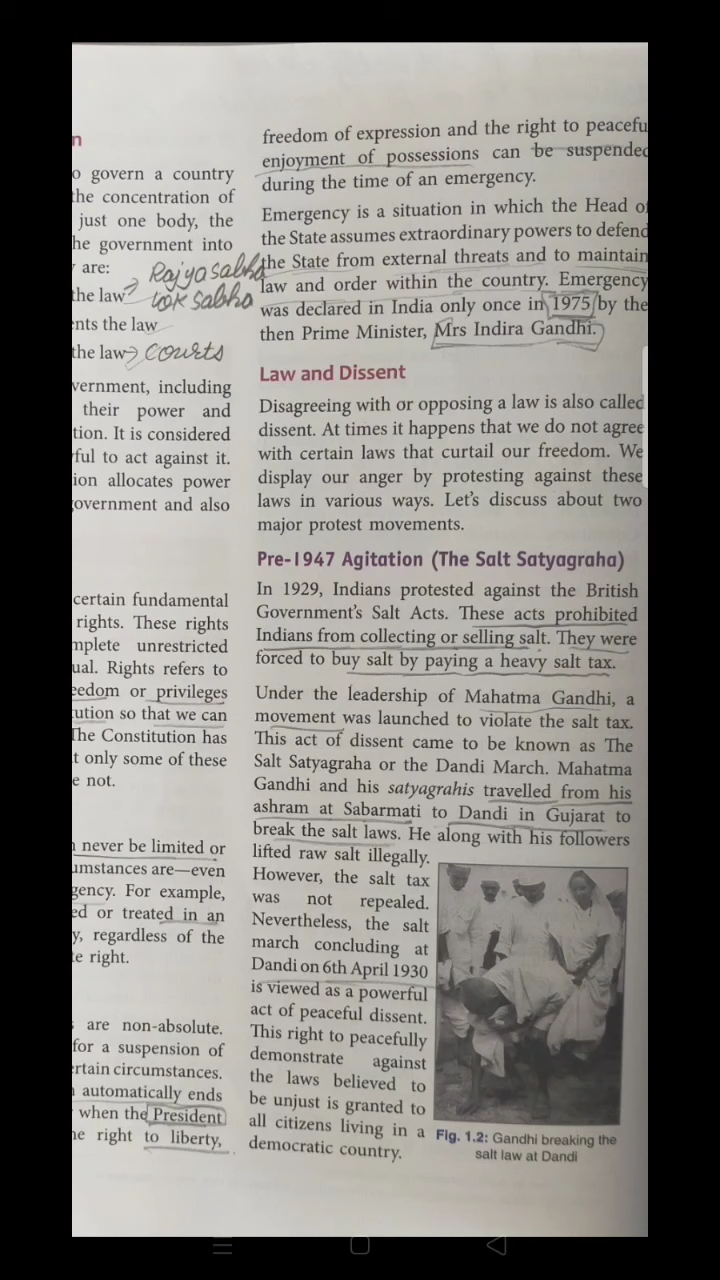 n
o govern a country
the concentration of
just one body, the
he government into
are:
Rajya sabha
the law
lok sabha
ents the law
the law → courts
vernment, including
their power and
tion. It is considered
ful to act against it.
ion allocates power
government and also
certain fundamental
rights. These rights
mplete unrestricted
ual. Rights refers to
eedom or privileges
tution so that we can
The Constitution has
t only some of these
e not.
never be limited or
umstances are—even
gency. For example,
ed or treated in an
y, regardless of the
te right.
are non-absolute.
for a suspension of
ertain circumstances.
automatically ends
when the President
he right to liberty,
freedom of expression and the right to peacefu
enjoyment of possessions can be suspended
during the time of an emergency.
Emergency is a situation in which the Head of
the State assumes extraordinary powers to defend
the State from external threats and to maintain
law and order within the country. Emergency
was declared in India only once in 1975 by the
then Prime Minister, Mrs Indira Gandhi.
Law and Dissent
Disagreeing with or opposing a law is also called
dissent. At times it happens that we do not agree
with certain laws that curtail our freedom. We
display our anger by protesting against these
laws in various ways. Let's discuss about two
major protest movements.
Pre-1947 Agitation (The Salt Satyagraha)
In 1929, Indians protested against the British
Government's Salt Acts. These acts prohibited
Indians from collecting or selling salt. They were
forced to buy salt by paying a heavy salt tax.
Under the leadership of Mahatma Gandhi, a
movement was launched to violate the salt tax.
This act of dissent came to be known as The
Salt Satyagraha or the Dandi March. Mahatma
Gandhi and his satyagrahis travelled from his
ashram at Sabarmati to Dandi in Gujarat to
break the salt laws. He along with his followers
lifted raw salt illegally.
However, the salt tax
was not repealed.
Nevertheless, the salt
march concluding at
Dandi on 6th April 1930
is viewed as a powerful
act of peaceful dissent.
This right to peacefully
demonstrate against
the laws believed to
be unjust is granted to
all citizens living in a
democratic country.
Fig. 1.2: Gandhi breaking the
salt law at Dandi